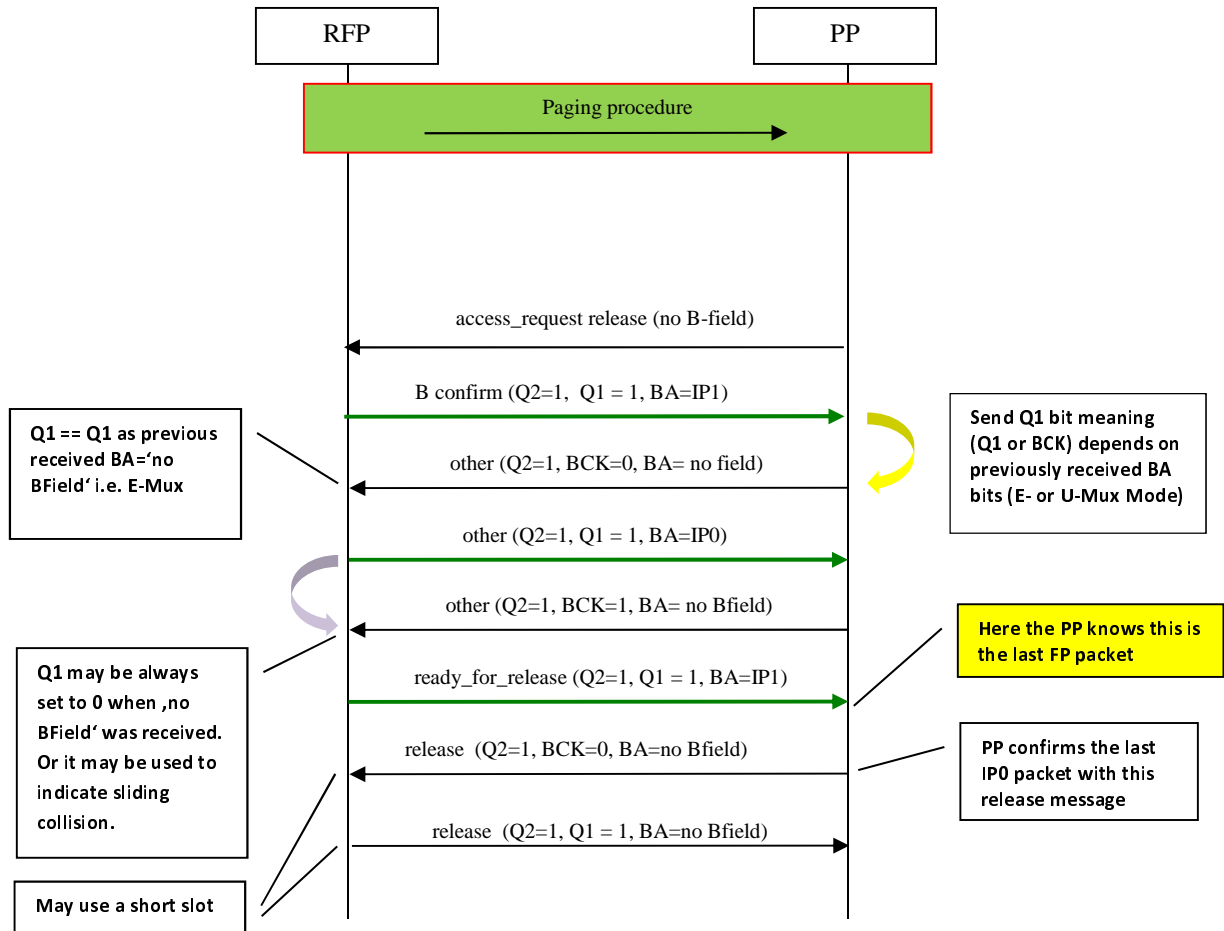 RFP
PP
Paging procedure
access_request release (no B-field)
B confirm (Q2=1, Q1 = 1, BA=IP1)
Q1 == Q1 as previous
received BA=‘no
BField‘ i.e. E-Mux
Send Q1 bit meaning
(Q1 or BCK) depends on
previously received BA
bits (E- or U-Mux Mode)
other (Q2=1, BCK=0, BA= no field)
other (Q2=1, Q1 = 1, BA=IP0)
other (Q2=1, BCK=1, BA= no Bfield)
Here the PP knows this is
the last FP packet
Q1 may be always
set to 0 when ‚no
BField‘ was received.
Or it may be used to
indicate sliding
collision.
ready_for_release (Q2=1, Q1 = 1, BA=IP1)
release (Q2=1, BCK=0, BA=no Bfield)
PP confirms the last
IP0 packet with this
release message
release (Q2=1, Q1 = 1, BA=no Bfield)
May use a short slot